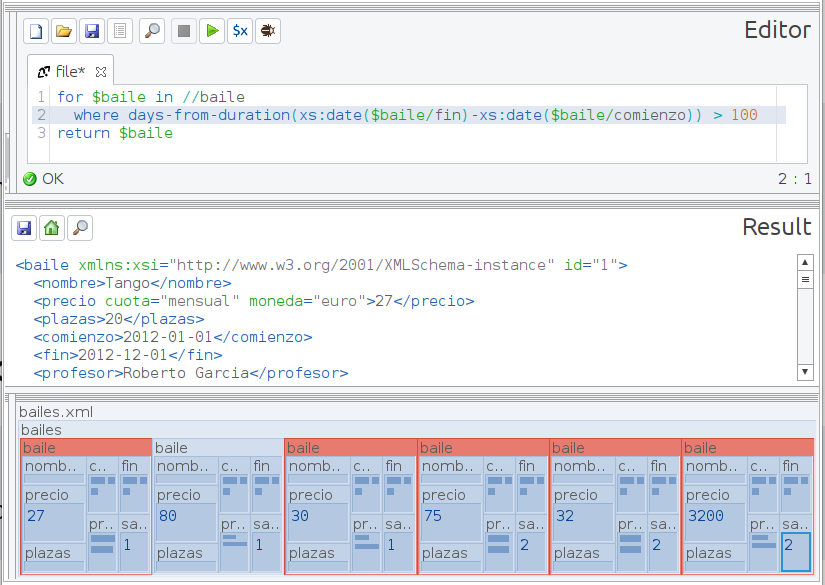 $x
Editor
file*
1 for $baile in //baile
2 where days-from-duration(xs:date($baile/fin)-xs:date($baile/comienzo)) > 100
3 return $baile
OK
2 : 1
Result
<baile xmlns:xsi="http://www.w3.org/2001/XMLSchema-instance" id="1">
<nombre>Tango</nombre>
<precio cuota="mensual" moneda="euro">27</precio>
<plazas>20</plazas>
<comienzo>2012-01-01</comienzo>
<fin>2012-12-01</fin>
<profesor>Roberto Garcia</profesor>
bailes.xml
bailes
baile baile baile baile baile baile
nomb.. c.. fin nomb.. c.. fin nomb.. c.. fin nomb.. c.. fin nomb.. c.. fin nomb.. c.. fin
precio precio precio precio precio precio
27 80 30 75 32 3200
pr.. sa.. pr.. sa.. pr.. sa.. pr.. sa.. pr.. sa.. pr.. sa..
1 1 1 2 2 2
plazas plazas plazas plazas plazas plazas